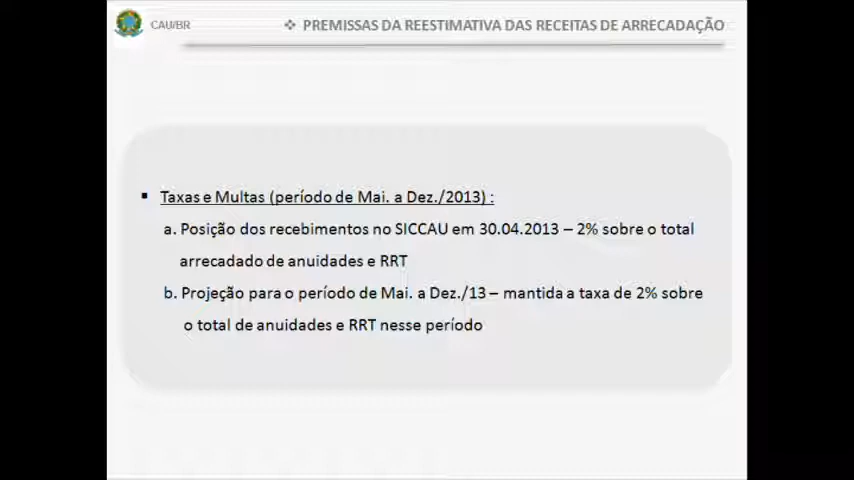 CAU/BR
❖ PREMISSAS DA REESTIMATIVA DAS RECEITAS DE ARRECADAÇÃO
▪ Taxas e Multas (período de Mai. a Dez./2013) :
a. Posição dos recebimentos no SICCAU em 30.04.2013 – 2% sobre o total
arrecadado de anuidades e RRT
b. Projeção para o período de Mai. a Dez./13 – mantida a taxa de 2% sobre
o total de anuidades e RRT nesse período